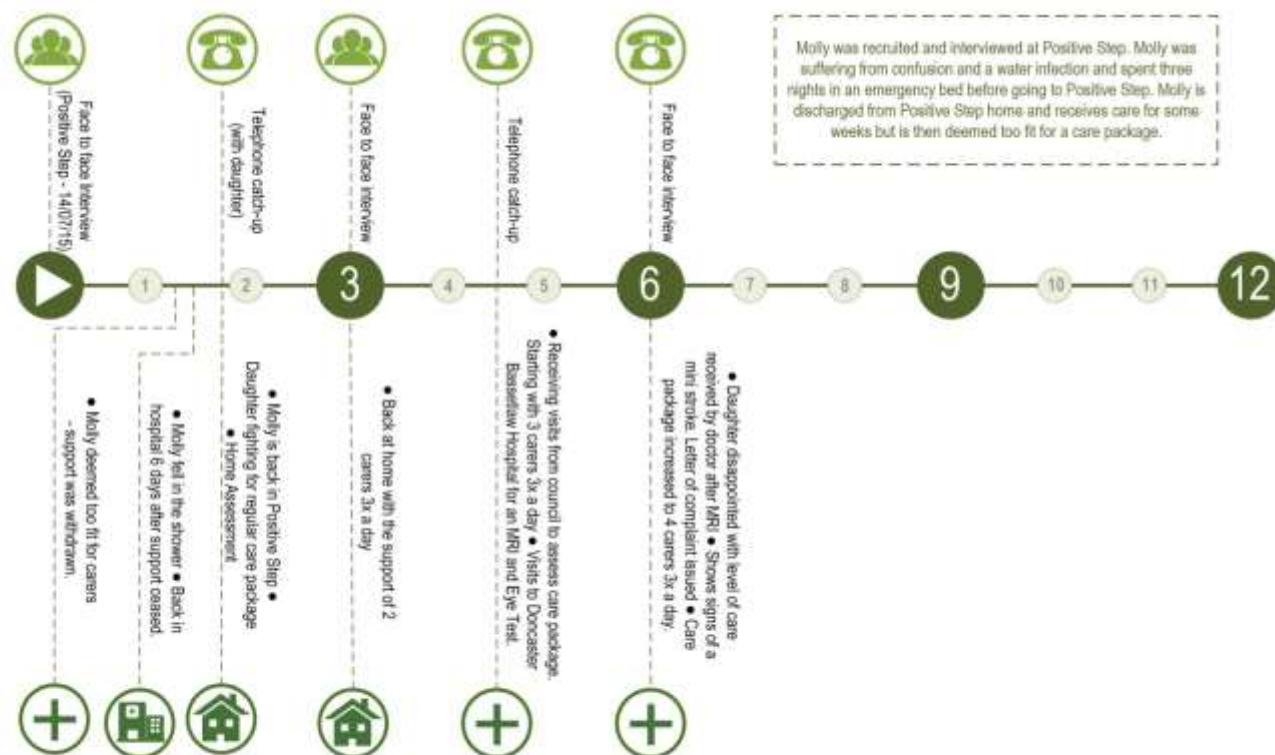 Molly was recruited and interviewed at Positive Step. Molly was
suffering from confusion and a water infection and spent three
nights in an emergency bed before going to Positive Step. Molly is
discharged from Positive Step home and receives care for some
weeks but is then deemed too fit for a care package.
Face to face Interview
(Positive Step - 14/07/15)
Telephone catch-up
(with daughter)
Face to face interview
Telephone catch-up
Face to face interview
1
2
3
4
5
6
7
8
9
10
11
12
● Molly deemed too fit for carers
- support was withdrawn.
● Molly fell in the shower ● Back in
hospital 6 days after support ceased.
● Molly is back in Positive Step ●
Daughter fighting for regular care package
● Home Assessment
● Back at home with the support of 2
carers 3x a day
● Receiving visits from council to assess care package.
Starting with 3 carers 3x a day ● Visits to Doncaster
Bassetlaw Hospital for an MRI and Eye Test.
● Daughter disappointed with level of care
received by doctor after MRI ● Shows signs of a
mini stroke. Letter of complaint issued ● Care
package increased to 4 carers 3x a day.